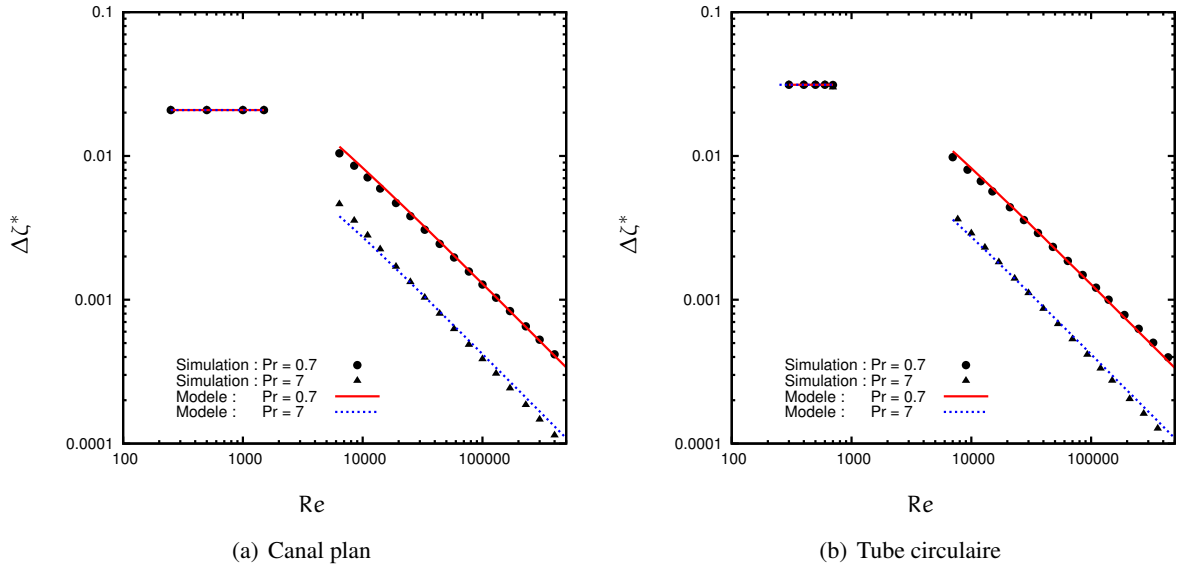 0.1
0.01
0.001
0.0001
100
1000
10000
100000
Δζ*
Re
Simulation : Pr = 0.7
Simulation : Pr = 7
Modele : Pr = 0.7
Modele : Pr = 7
(a) Canal plan
0.1
0.01
0.001
0.0001
100
1000
10000
100000
Δζ*
Re
Simulation : Pr = 0.7
Simulation : Pr = 7
Modele : Pr = 0.7
Modele : Pr = 7
(b) Tube circulaire